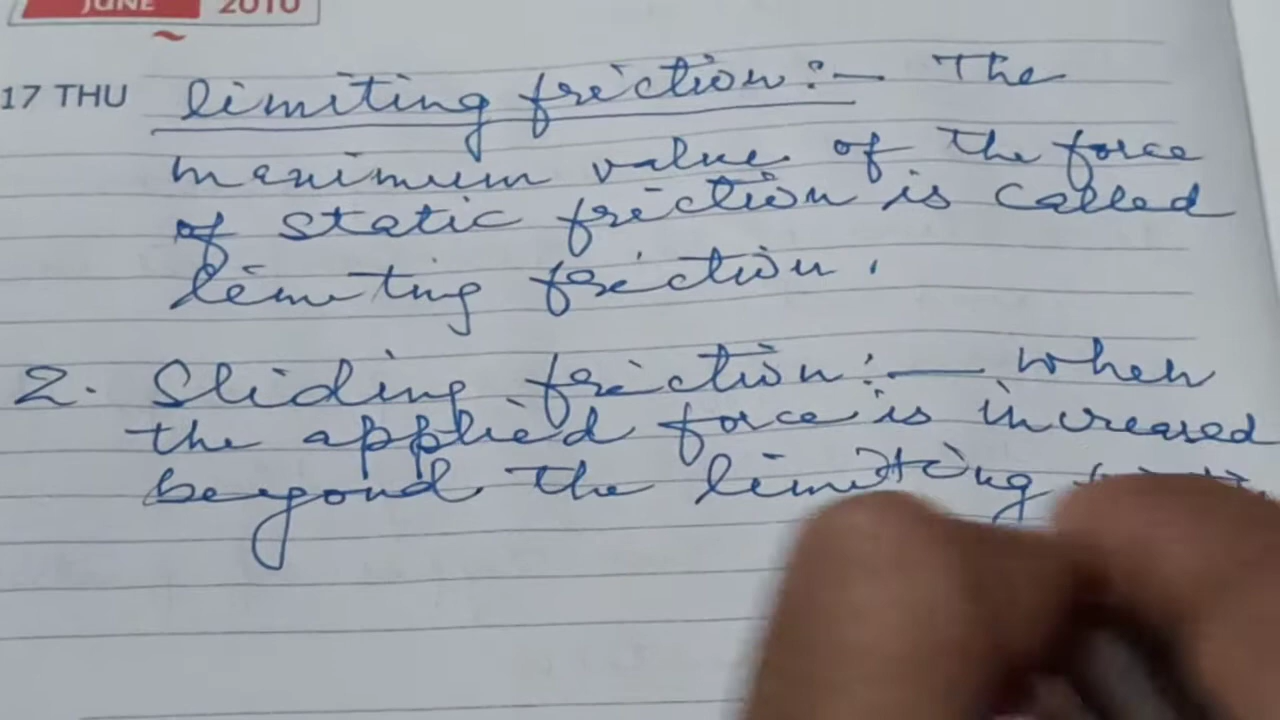 JUNE 2010
17 THU
limiting friction:— The
maximum value of the force
of static friction is called
limiting friction.
2. Sliding friction:— when
the applied force is increased
beyond the limiting